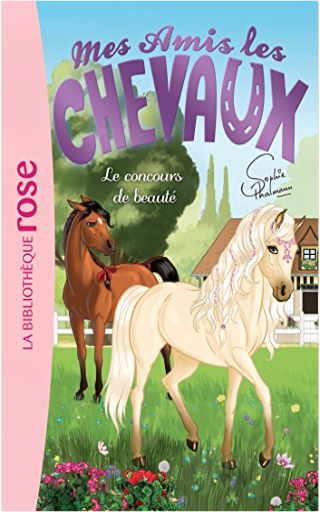 Mes Amis les
CHEVAUX
Le concours
de beauté
Sophie
Thalmann
LA BIBLIOTHÈQUE rose